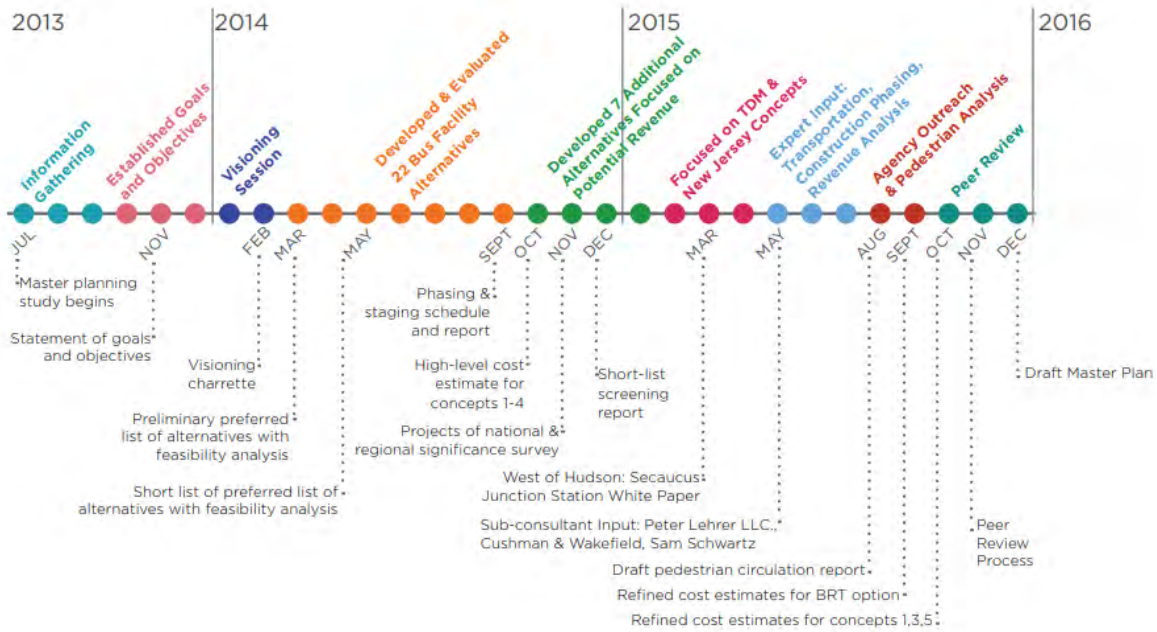 2013
2014
2015
2016
Information
Gathering
Established Goals
and Objectives
Visioning
Session
Developed & Evaluated
22 Bus Facility
Alternatives
Developed 7 Additional
Alternatives Focused on
Potential Revenue
Focused on TDM &
New Jersey Concepts
Expert Input:
Transportation,
Construction Phasing,
Revenue Analysis
Agency Outreach
& Pedestrian Analysis
Peer Review
JUL
NOV
FEB
MAR
MAY
SEPT
OCT
NOV
DEC
MAR
MAY
AUG
SEPT
OCT
NOV
DEC
Master planning
study begins
Statement of goals
and objectives
Visioning
charrette
Preliminary preferred
list of alternatives with
feasibility analysis
Short list of preferred list of
alternatives with feasibility analysis
Phasing &
staging schedule
and report
High-level cost
estimate for
concepts 1-4
Projects of national &
regional significance survey
Short-list
screening
report
West of Hudson: Secaucus
Junction Station White Paper
Sub-consultant Input: Peter Lehrer LLC.,
Cushman & Wakefield, Sam Schwartz
Draft pedestrian circulation report
Refined cost estimates for BRT option
Refined cost estimates for concepts 1,3,5
Peer
Review
Process
Draft Master Plan